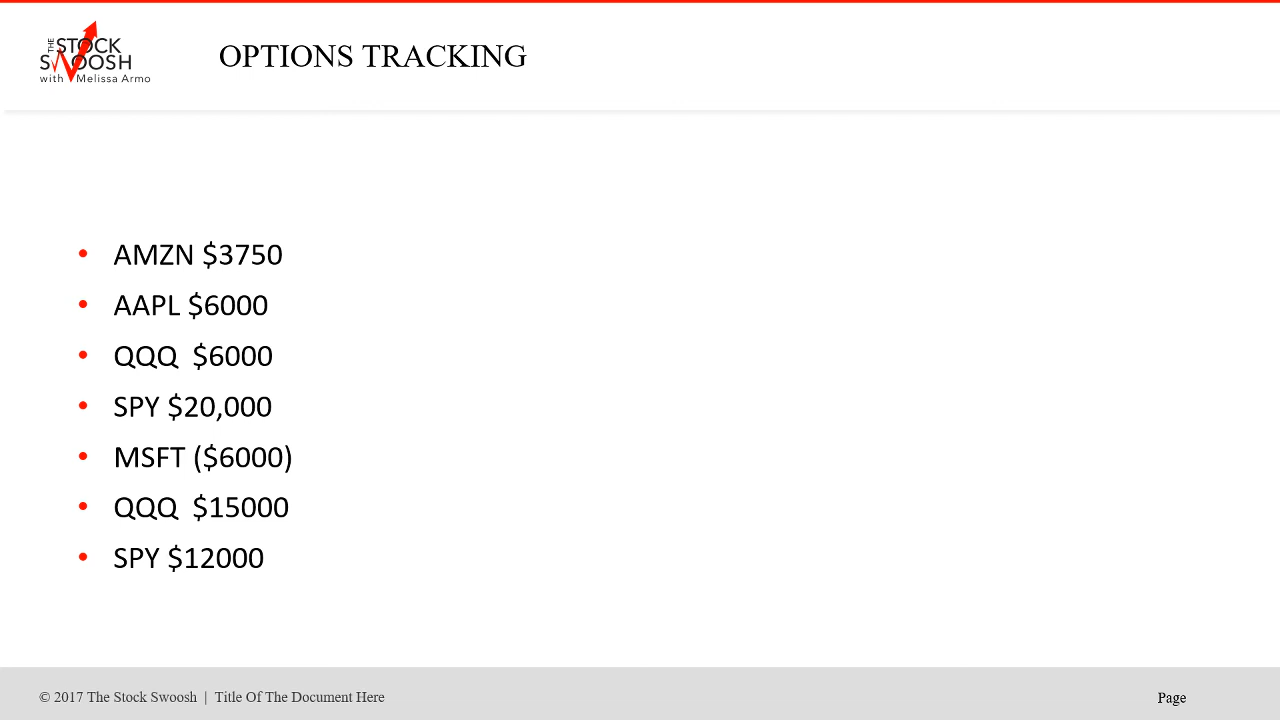 THE STOCK
SWOOSH
with Melissa Armo
OPTIONS TRACKING
• AMZN $3750
• AAPL $6000
• QQQ  $6000
• SPY $20,000
• MSFT ($6000)
• QQQ  $15000
• SPY $12000
© 2017 The Stock Swoosh | Title Of The Document Here
Page